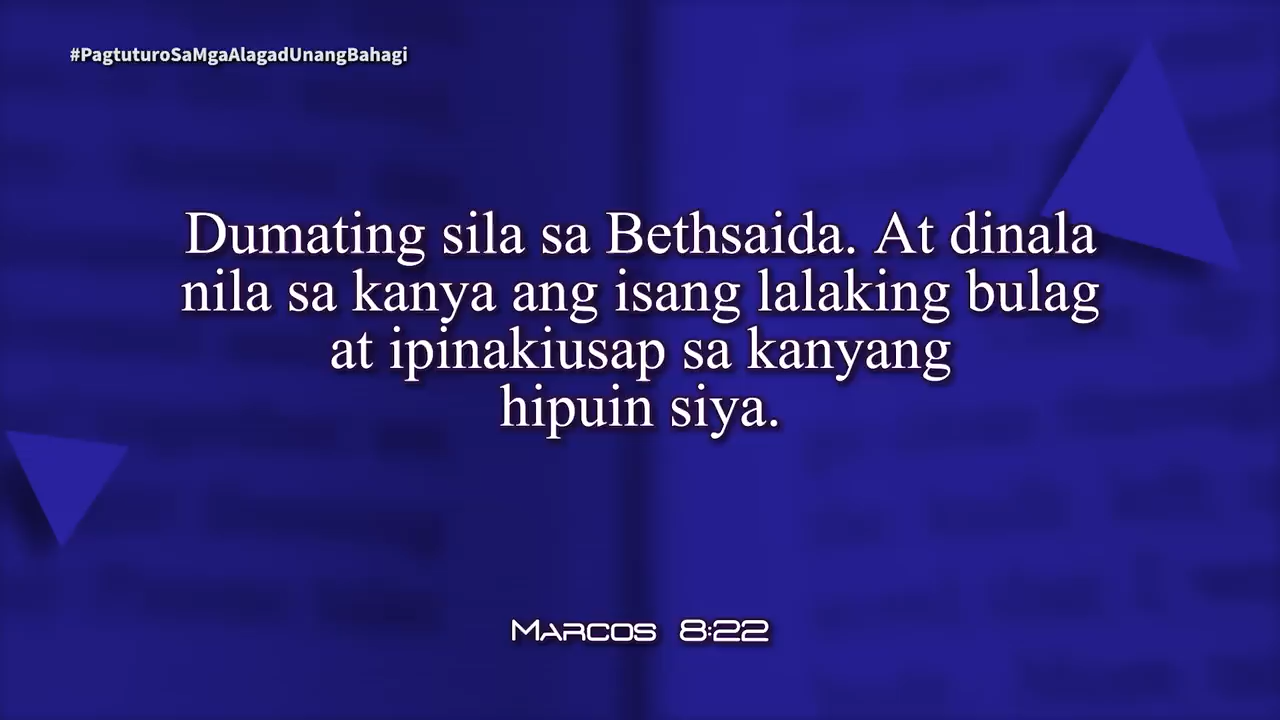 #PagtuturoSaMgaAlagadUnangBahagi
Dumating sila sa Bethsaida. At dinala
nila sa kanya ang isang lalaking bulag
at ipinakiusap sa kanyang
hipuin siya.
Marcos 8:22